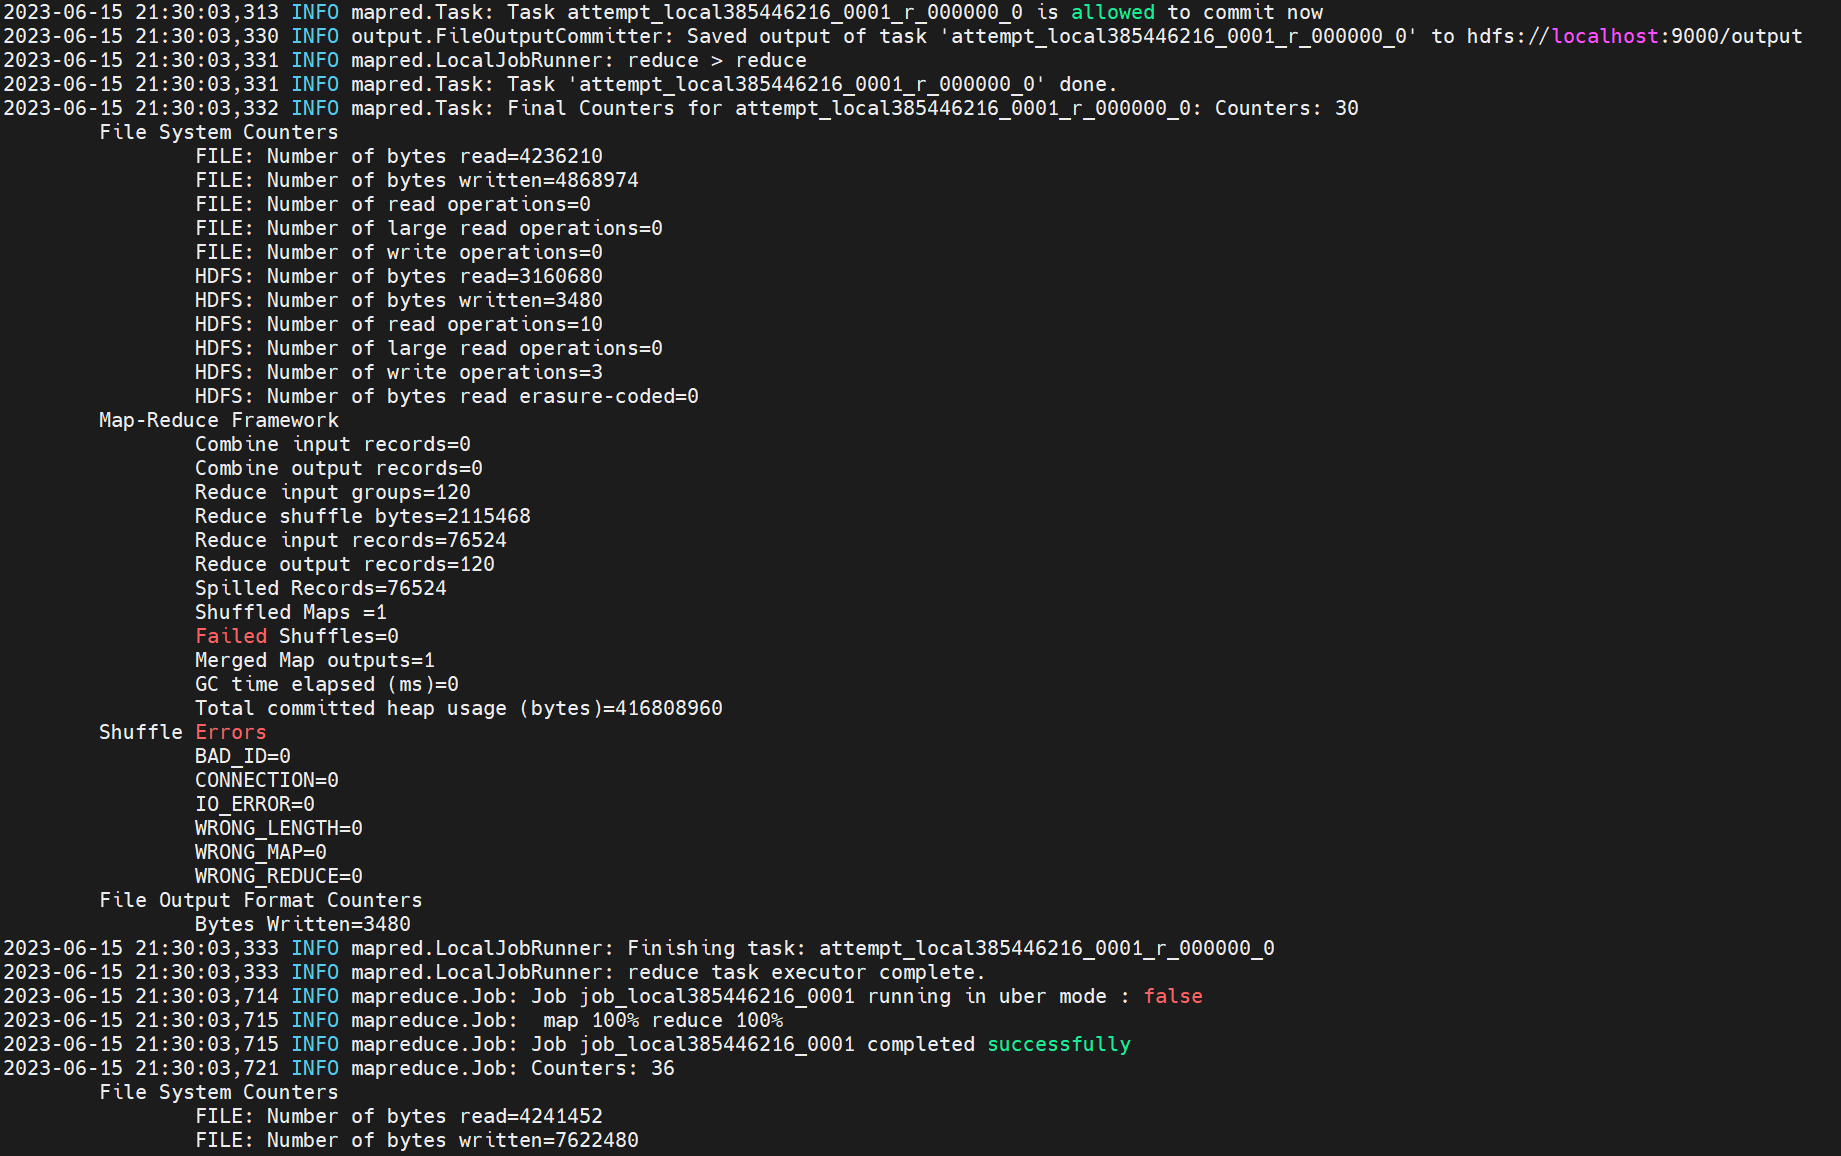 2023-06-15 21:30:03,313 INFO mapred.Task: Task attempt_local385446216_0001_r_000000_0 is allowed to commit now
2023-06-15 21:30:03,330 INFO output.FileOutputCommitter: Saved output of task 'attempt_local385446216_0001_r_000000_0' to hdfs://localhost:9000/output
2023-06-15 21:30:03,331 INFO mapred.LocalJobRunner: reduce > reduce
2023-06-15 21:30:03,331 INFO mapred.Task: Task 'attempt_local385446216_0001_r_000000_0' done.
2023-06-15 21:30:03,332 INFO mapred.Task: Final Counters for attempt_local385446216_0001_r_000000_0: Counters: 30
File System Counters
FILE: Number of bytes read=4236210
FILE: Number of bytes written=4868974
FILE: Number of read operations=0
FILE: Number of large read operations=0
FILE: Number of write operations=0
HDFS: Number of bytes read=3160680
HDFS: Number of bytes written=3480
HDFS: Number of read operations=10
HDFS: Number of large read operations=0
HDFS: Number of write operations=3
HDFS: Number of bytes read erasure-coded=0
Map-Reduce Framework
Combine input records=0
Combine output records=0
Reduce input groups=120
Reduce shuffle bytes=2115468
Reduce input records=76524
Reduce output records=120
Spilled Records=76524
Shuffled Maps =1
Failed Shuffles=0
Merged Map outputs=1
GC time elapsed (ms)=0
Total committed heap usage (bytes)=416808960
Shuffle Errors
BAD_ID=0
CONNECTION=0
IO_ERROR=0
WRONG_LENGTH=0
WRONG_MAP=0
WRONG_REDUCE=0
File Output Format Counters
Bytes Written=3480
2023-06-15 21:30:03,333 INFO mapred.LocalJobRunner: Finishing task: attempt_local385446216_0001_r_000000_0
2023-06-15 21:30:03,333 INFO mapred.LocalJobRunner: reduce task executor complete.
2023-06-15 21:30:03,714 INFO mapreduce.Job: Job job_local385446216_0001 running in uber mode : false
2023-06-15 21:30:03,715 INFO mapreduce.Job:  map 100% reduce 100%
2023-06-15 21:30:03,715 INFO mapreduce.Job: Job job_local385446216_0001 completed successfully
2023-06-15 21:30:03,721 INFO mapreduce.Job: Counters: 36
File System Counters
FILE: Number of bytes read=4241452
FILE: Number of bytes written=7622480